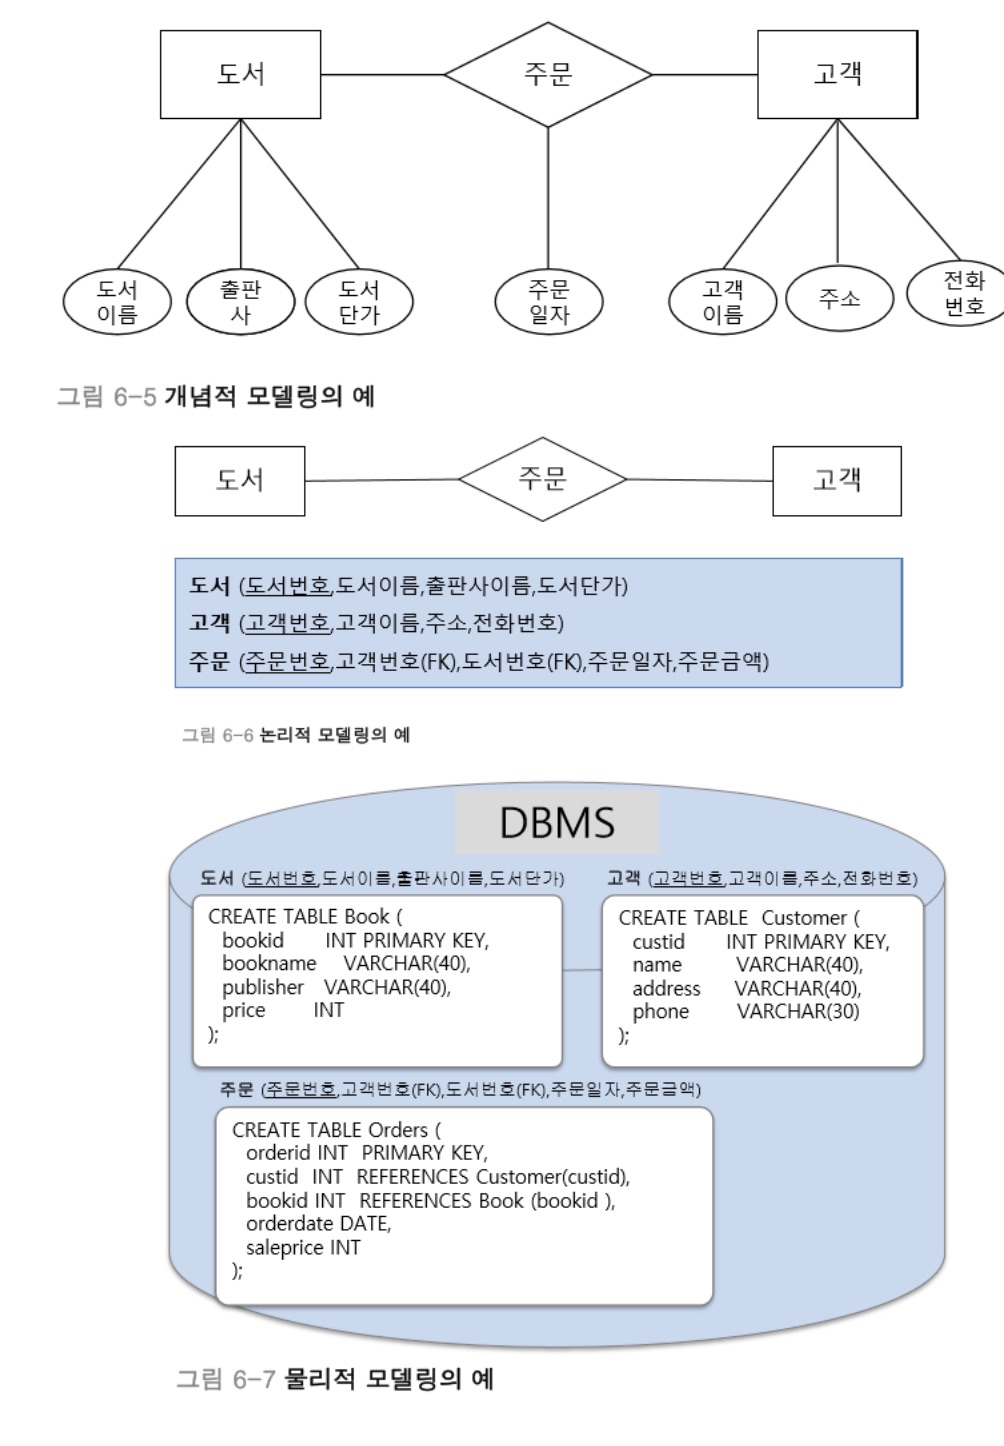 도서 주문 고객
도서 이름 출판 사 도서 단가 주문 일자 고객 이름 주소 전화 번호
그림 6-5 개념적 모델링의 예
도서 주문 고객
도서 (도서번호,도서이름,출판사이름,도서단가)
고객 (고객번호,고객이름,주소,전화번호)
주문 (주문번호,고객번호(FK),도서번호(FK),주문일자,주문금액)
그림 6-6 논리적 모델링의 예
DBMS
도서 (도서번호,도서이름,출판사이름,도서단가)
CREATE TABLE Book (
bookid INT PRIMARY KEY,
bookname VARCHAR(40),
publisher VARCHAR(40),
price INT
);
고객 (고객번호,고객이름,주소,전화번호)
CREATE TABLE Customer (
custid INT PRIMARY KEY,
name VARCHAR(40),
address VARCHAR(40),
phone VARCHAR(30)
);
주문 (주문번호,고객번호(FK),도서번호(FK),주문일자,주문금액)
CREATE TABLE Orders (
orderid INT PRIMARY KEY,
custid INT REFERENCES Customer(custid),
bookid INT REFERENCES Book (bookid ),
orderdate DATE,
saleprice INT
);
그림 6-7 물리적 모델링의 예